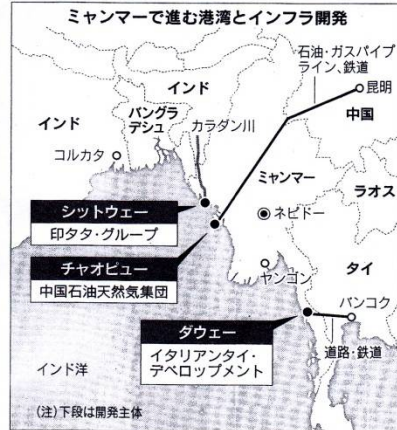 ミャンマーで進む港湾とインフラ開発
石油・ガスパイプ
ライン、鉄道
昆明
インド
中国
バングラ
デシュ
カラダン川
インド
コルカタ
ミャンマー
ラオス
シットウェー
印タタ・グループ
ネピドー
チャオピュー
中国石油天然気集団
ヤンゴン
タイ
バンコク
ダウェー
イタリアンタイ・
デベロップメント
道路・鉄道
インド洋
(注)下段は開発主体